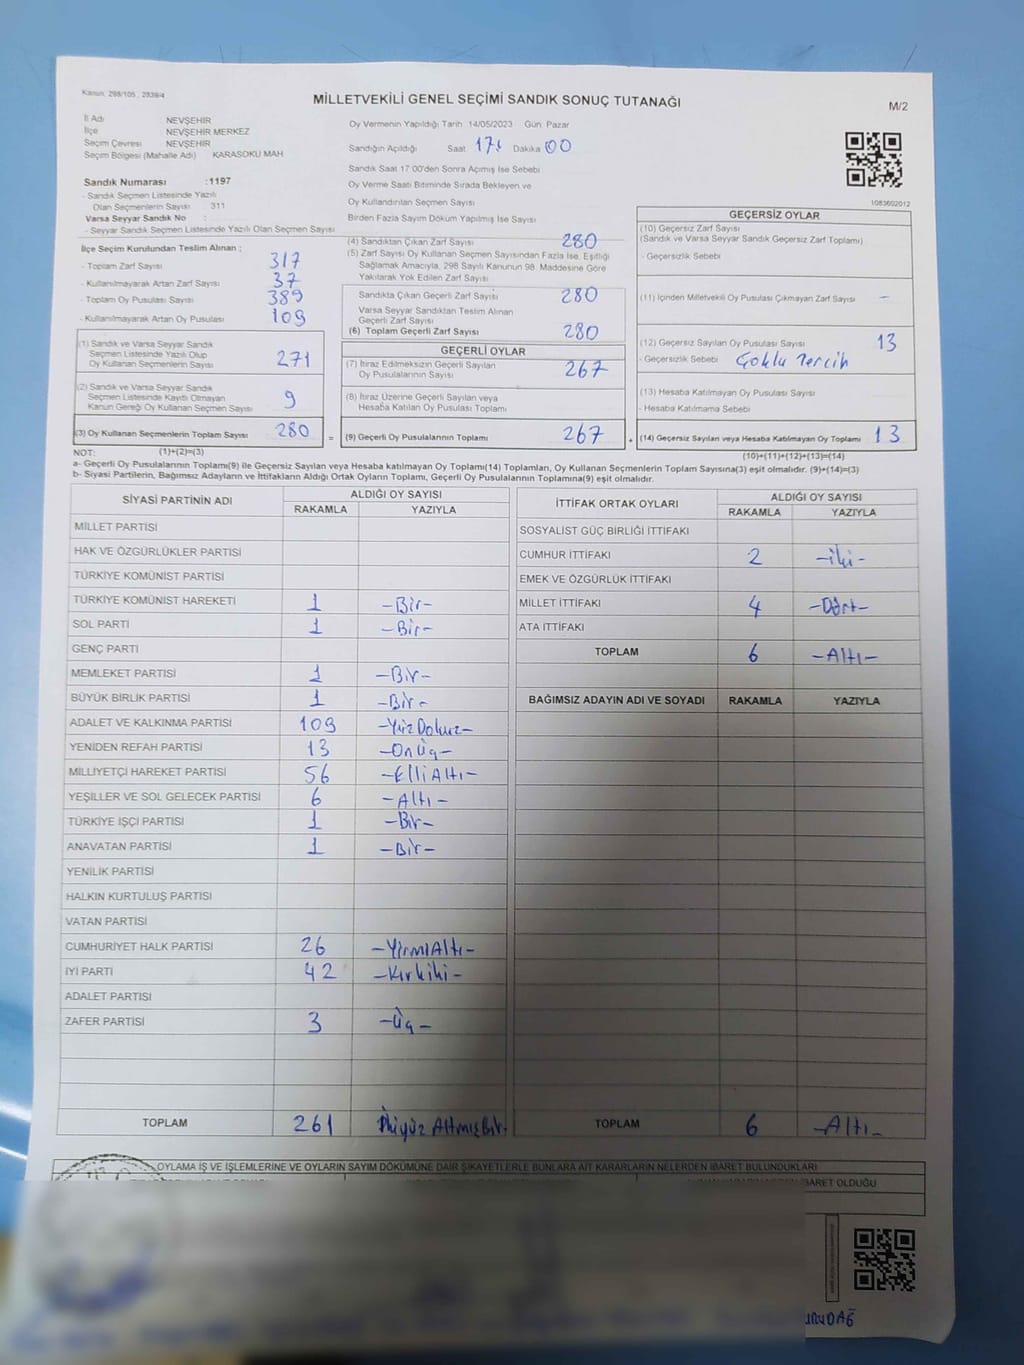 Kanun, 298/105 , 2839/4
MİLLETVEKİLİ GENEL SEÇİMİ SANDIK SONUÇ TUTANAĞI
M/2
İl Adı NEVŞEHİR
İlçe NEVŞEHİR MERKEZ
Seçim Çevresi NEVŞEHİR
Seçim Bölgesi (Mahalle Adı) KARASOKU MAH
Oy Vermenin Yapıldığı Tarih 14/05/2023 Gün: Pazar
Sandığın Açıldığı Saat 17 Dakika 00
Sandık Saat 17 00'den Sonra Açımış İse Sebebi
Oy Verme Saati Bitiminde Sırada Bekleyen ve
Oy Kullandırılan Seçmen Sayısı
Birden Fazla Sayım Döküm Yapılmış İse Sayısı
Sandık Numarası :1197
- Sandık Seçmen Listesinde Yazılı
Olan Seçmenlerin Sayısı 311
Varsa Seyyar Sandık No :
- Seyyar Sandık Seçmen Listesinde Yazılı Olan Seçmen Sayısı
1083602012
İlçe Seçim Kurulundan Teslim Alınan ;
- Toplam Zarf Sayısı 317
- Kullanılmayarak Artan Zarf Sayısı 37
- Toplam Oy Pusulası Sayısı 389
- Kullanılmayarak Artan Oy Pusulası 109
(1) Sandık ve Varsa Seyyar Sandık
Seçmen Listesinde Yazılı Olup
Oy Kullanan Seçmenlerin Sayısı 271
(2) Sandık ve Varsa Seyyar Sandık
Seçmen Listesinde Kayıtlı Olmayan
Kanun Gereği Oy Kullanan Seçmen Sayısı 9
(3) Oy Kullanan Seçmenlerin Toplam Sayısı 280 =
(1)+(2)=(3)
(4) Sandıktan Çıkan Zarf Sayısı 280
(5) Zarf Sayısı Oy Kullanan Seçmen Sayısından Fazla İse, Eşitliği
Sağlamak Amacıyla, 298 Sayılı Kanunun 98. Maddesine Göre
Yakılarak Yok Edilen Zarf Sayısı
Sandıkta Çıkan Geçerli Zarf Sayısı 280
Varsa Seyyar Sandıktan Teslim Alınan
Geçerli Zarf Sayısı
(6) Toplam Geçerli Zarf Sayısı 280
GEÇERLİ OYLAR
(7) İtiraz Edilmeksizin Geçerli Sayılan
Oy Pusulalarının Sayısı 267
(8) İtiraz Üzerine Geçerli Sayılan veya
Hesaba Katılan Oy Pusulası Toplamı
(9) Geçerli Oy Pusulalarının Toplamı 267 +
GEÇERSİZ OYLAR
(10) Geçersiz Zarf Sayısı
(Sandık ve Varsa Seyyar Sandık Geçersiz Zarf Toplamı)
- Geçersizlik Sebebi
(11) İçinden Milletvekili Oy Pusulası Çıkmayan Zarf Sayısı -
(12) Geçersiz Sayılan Oy Pusulası Sayısı 13
- Geçersizlik Sebebi Çoklu Tercih
(13) Hesaba Katılmayan Oy Pusulası Sayısı
- Hesaba Katılmama Sebebi
(14) Geçersiz Sayılan veya Hesaba Katılmayan Oy Toplamı 13
(10)+(11)+(12)+(13)=(14)
NOT:
a- Geçerli Oy Pusulalarının Toplamı(9) ile Geçersiz Sayılan veya Hesaba katılmayan Oy Toplamı(14) Toplamları, Oy Kullanan Seçmenlerin Toplam Sayısına(3) eşit olmalıdır. (9)+(14)=(3)
b- Siyasi Partilerin, Bağımsız Adayların ve İttifakların Aldığı Ortak Oyların Toplamı, Geçerli Oy Pusulalarının Toplamına(9) eşit olmalıdır.
SİYASİ PARTİNİN ADI
ALDIĞI OY SAYISI
RAKAMLA YAZIYLA
MİLLET PARTİSİ
HAK VE ÖZGÜRLÜKLER PARTİSİ
TÜRKİYE KOMÜNİST PARTİSİ
TÜRKİYE KOMÜNİST HAREKETİ 1 -Bir-
SOL PARTİ 1 -Bir-
GENÇ PARTİ
MEMLEKET PARTİSİ 1 -Bir-
BÜYÜK BİRLİK PARTİSİ 1 -Bir-
ADALET VE KALKINMA PARTİSİ 109 -YüzDokuz-
YENİDEN REFAH PARTİSİ 13 -OnÜç-
MİLLİYETÇİ HAREKET PARTİSİ 56 -ElliAltı-
YEŞİLLER VE SOL GELECEK PARTİSİ 6 -Altı-
TÜRKİYE İŞÇİ PARTİSİ 1 -Bir-
ANAVATAN PARTİSİ 1 -Bir-
YENİLİK PARTİSİ
HALKIN KURTULUŞ PARTİSİ
VATAN PARTİSİ
CUMHURİYET HALK PARTİSİ 26 -YirmiAltı-
İYİ PARTİ 42 -Kırkiki-
ADALET PARTİSİ
ZAFER PARTİSİ 3 -Üç-
TOPLAM 261 İkiyüz AltmışBir-
İTTİFAK ORTAK OYLARI
ALDIĞI OY SAYISI
RAKAMLA YAZIYLA
SOSYALİST GÜÇ BİRLİĞİ İTTİFAKI
CUMHUR İTTİFAKI 2 -iki-
EMEK VE ÖZGÜRLÜK İTTİFAKI
MİLLET İTTİFAKI 4 -Dört-
ATA İTTİFAKI
TOPLAM 6 -Altı-
BAĞIMSIZ ADAYIN ADI VE SOYADI RAKAMLA YAZIYLA
TOPLAM 6 -Altı-
OYLAMA İŞ VE İŞLEMLERİNE VE OYLARIN SAYIM DÖKÜMÜNE DAİR ŞİKAYETLERLE BUNLARA AİT KARARLARIN NELERDEN İBARET BULUNDUKLARI
İBARET OLDUĞU